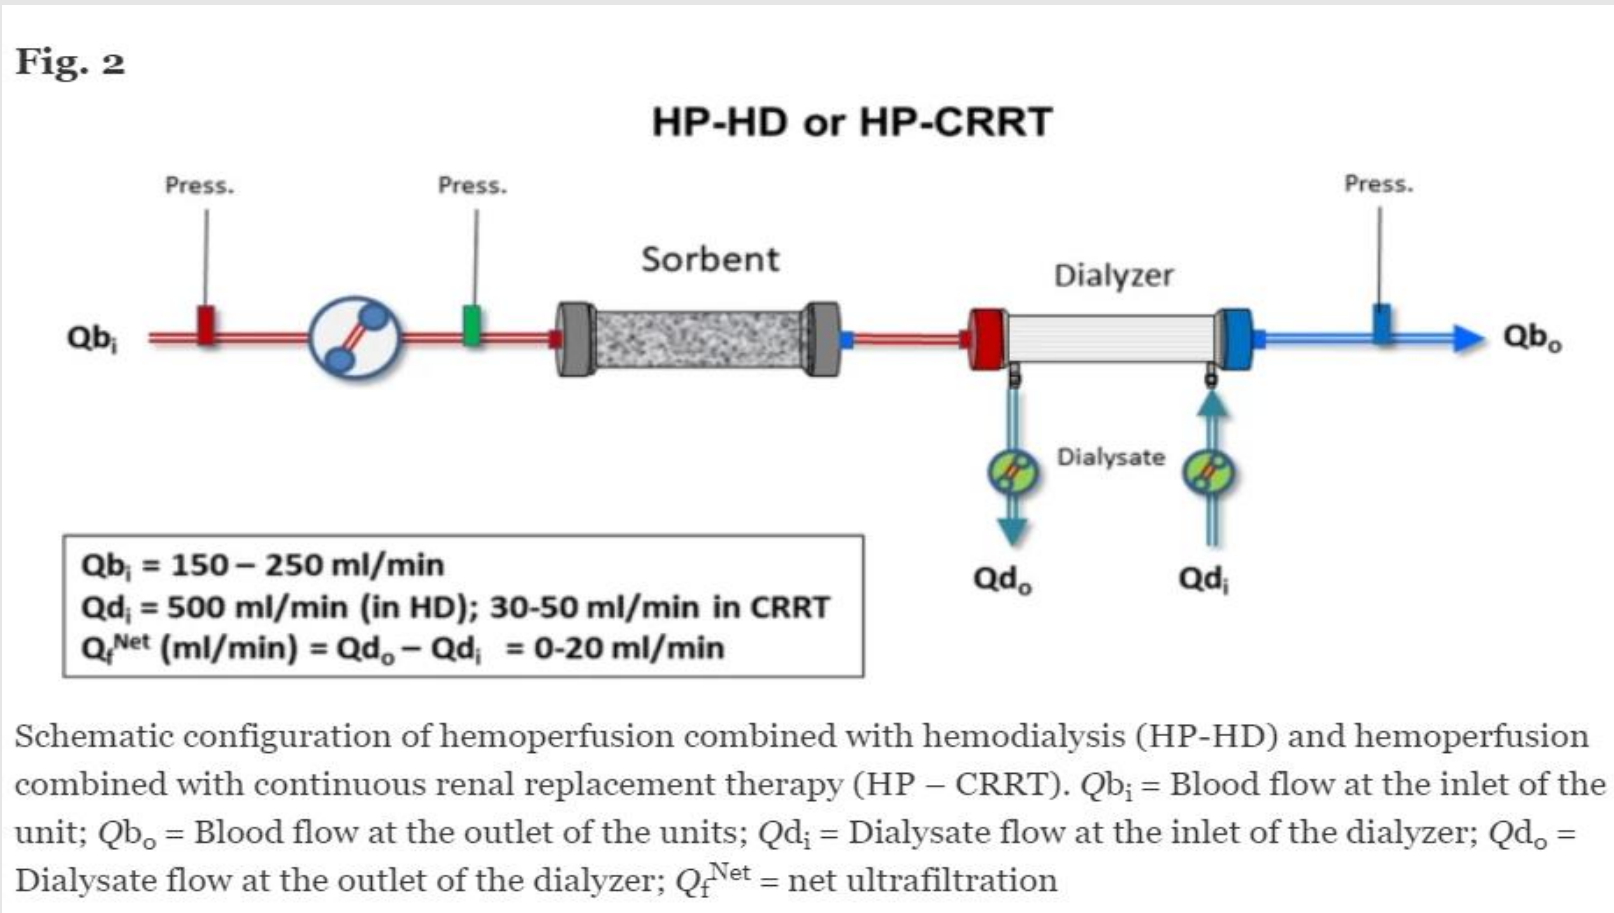 Fig. 2
HP-HD or HP-CRRT
Press.
Press.
Press.
Sorbent
Dialyzer
Qbᵢ
Qbₒ
Dialysate
Qdₒ
Qdᵢ
Qbᵢ = 150 – 250 ml/min
Qdᵢ = 500 ml/min (in HD); 30-50 ml/min in CRRT
Q_f^Net (ml/min) = Qdₒ – Qdᵢ = 0-20 ml/min
Schematic configuration of hemoperfusion combined with hemodialysis (HP-HD) and hemoperfusion
combined with continuous renal replacement therapy (HP – CRRT). Qbᵢ = Blood flow at the inlet of the
unit; Qbₒ = Blood flow at the outlet of the units; Qdᵢ = Dialysate flow at the inlet of the dialyzer; Qdₒ =
Dialysate flow at the outlet of the dialyzer; Q_f^Net = net ultrafiltration